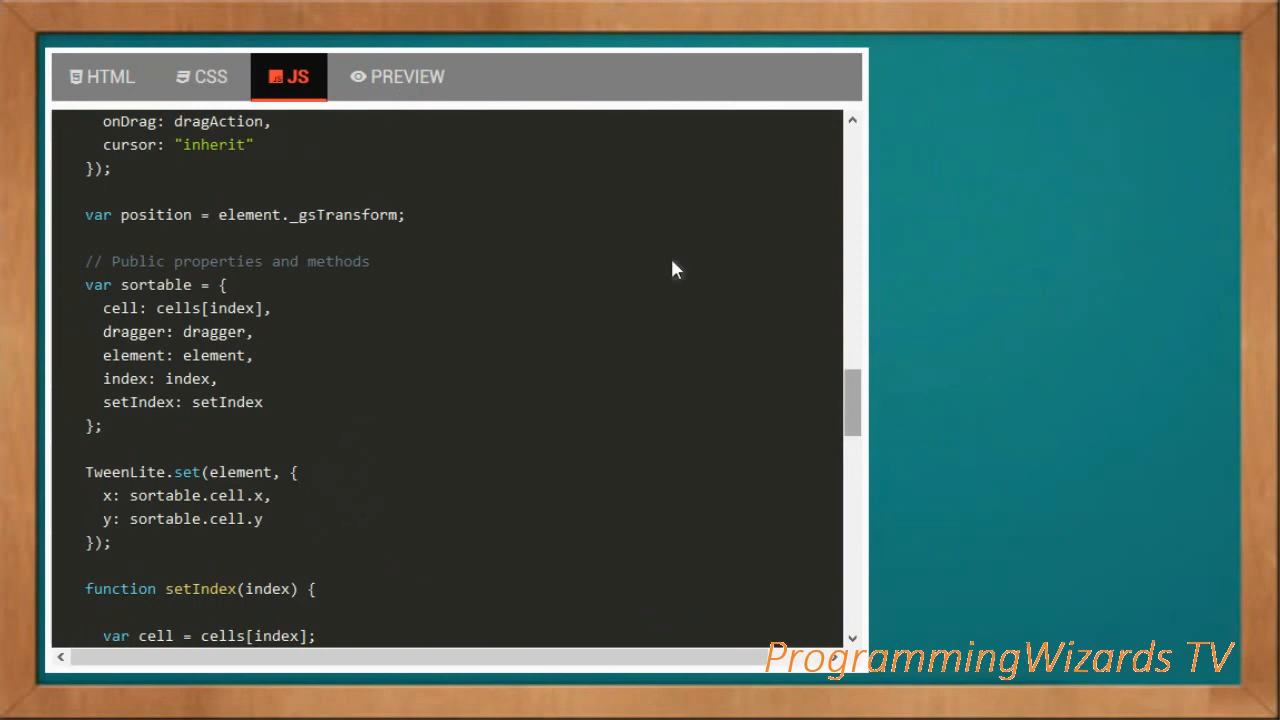 HTML CSS JS PREVIEW
onDrag: dragAction,
cursor: "inherit"
});
var position = element._gsTransform;
// Public properties and methods
var sortable = {
cell: cells[index],
dragger: dragger,
element: element,
index: index,
setIndex: setIndex
};
TweenLite.set(element, {
x: sortable.cell.x,
y: sortable.cell.y
});
function setIndex(index) {
var cell = cells[index];
ProgrammingWizards TV